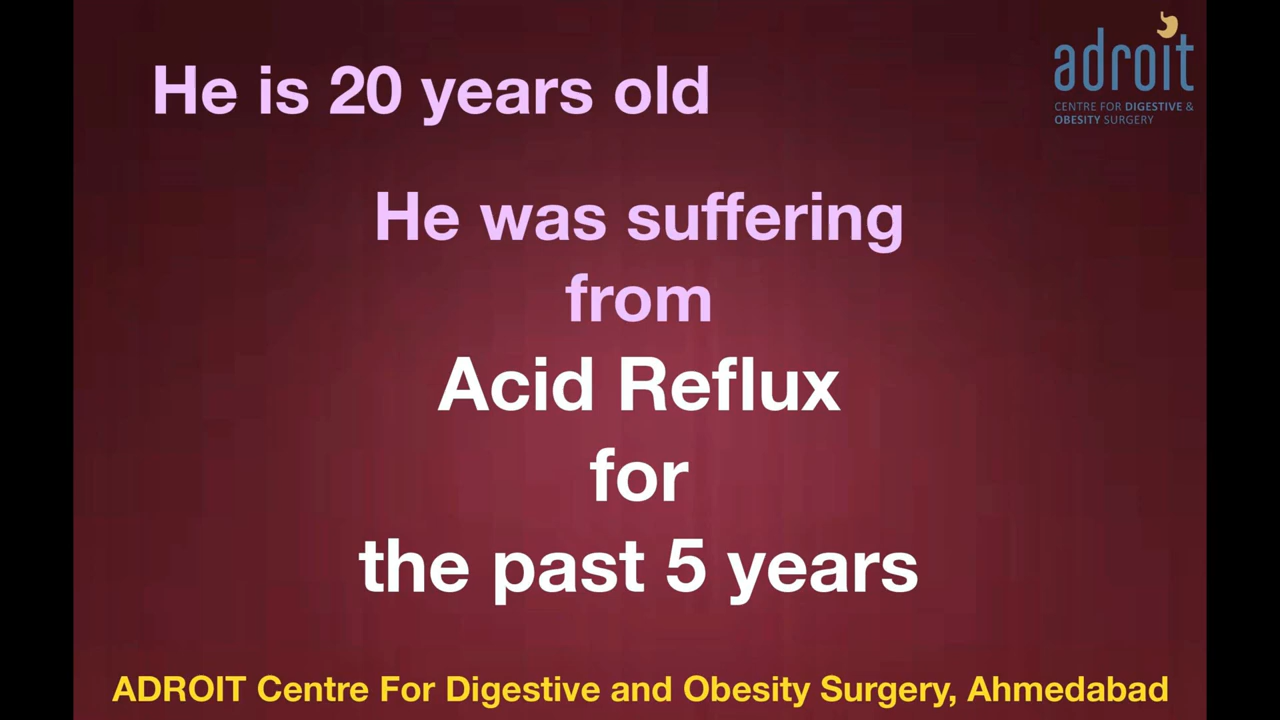 He is 20 years old
adroit
CENTRE FOR DIGESTIVE &
OBESITY SURGERY
He was suffering
from
Acid Reflux
for
the past 5 years
ADROIT Centre For Digestive and Obesity Surgery, Ahmedabad